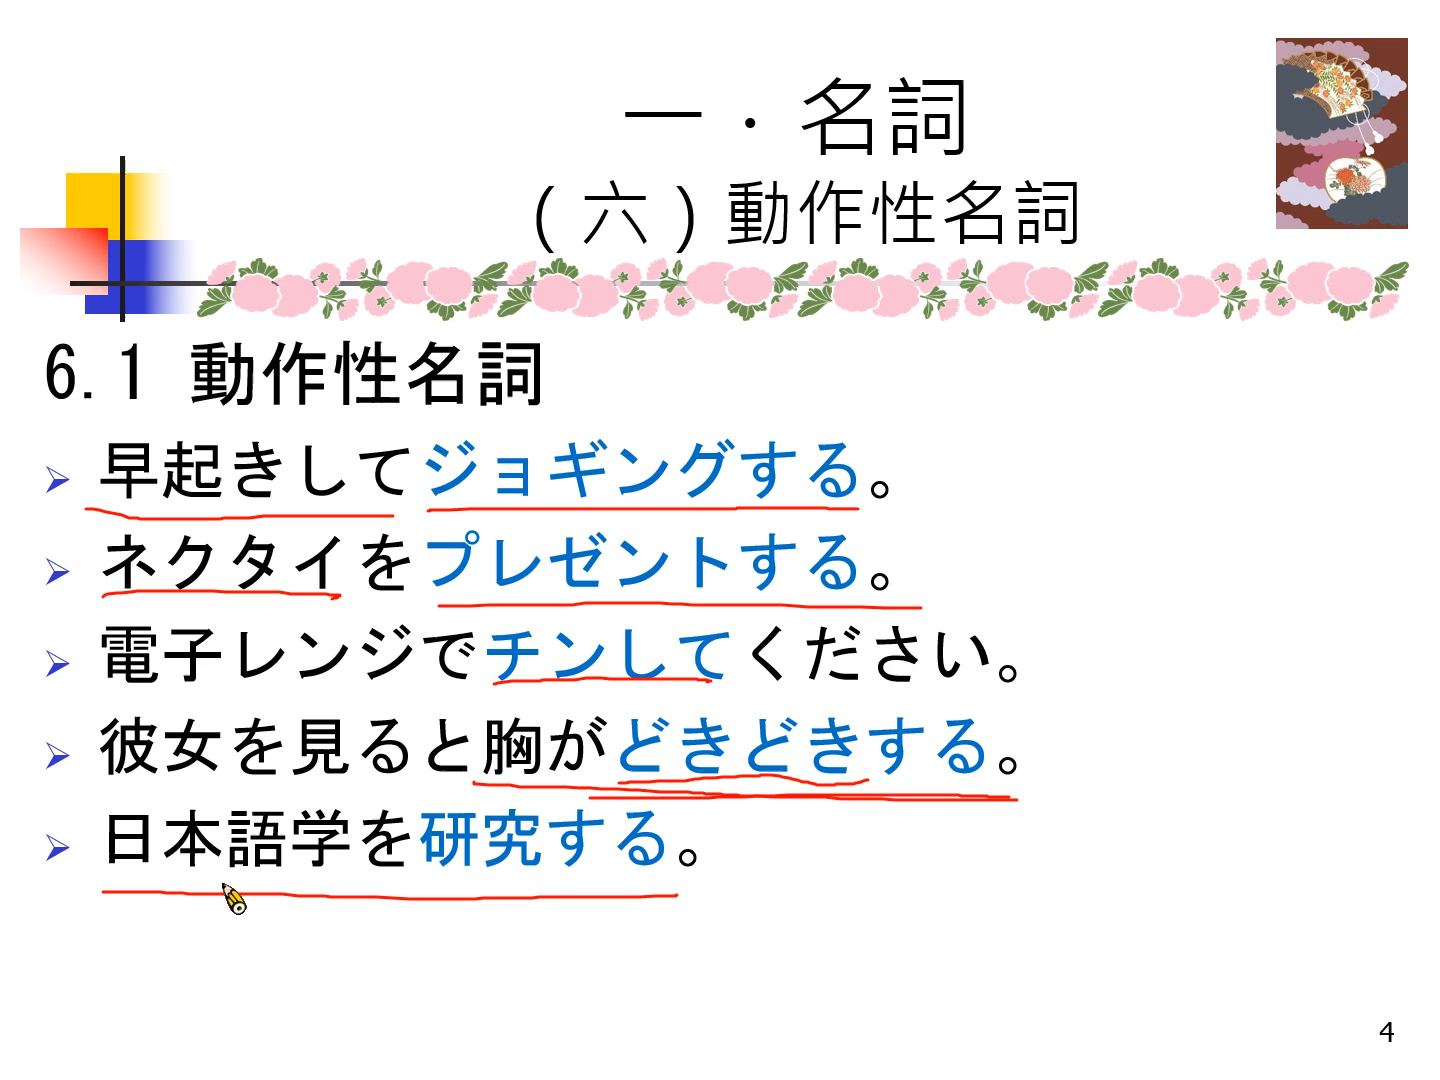 一．名詞
（六）動作性名詞
6.1 動作性名詞
早起きしてジョギングする。
ネクタイをプレゼントする。
電子レンジでチンしてください。
彼女を見ると胸がどきどきする。
日本語学を研究する。
4